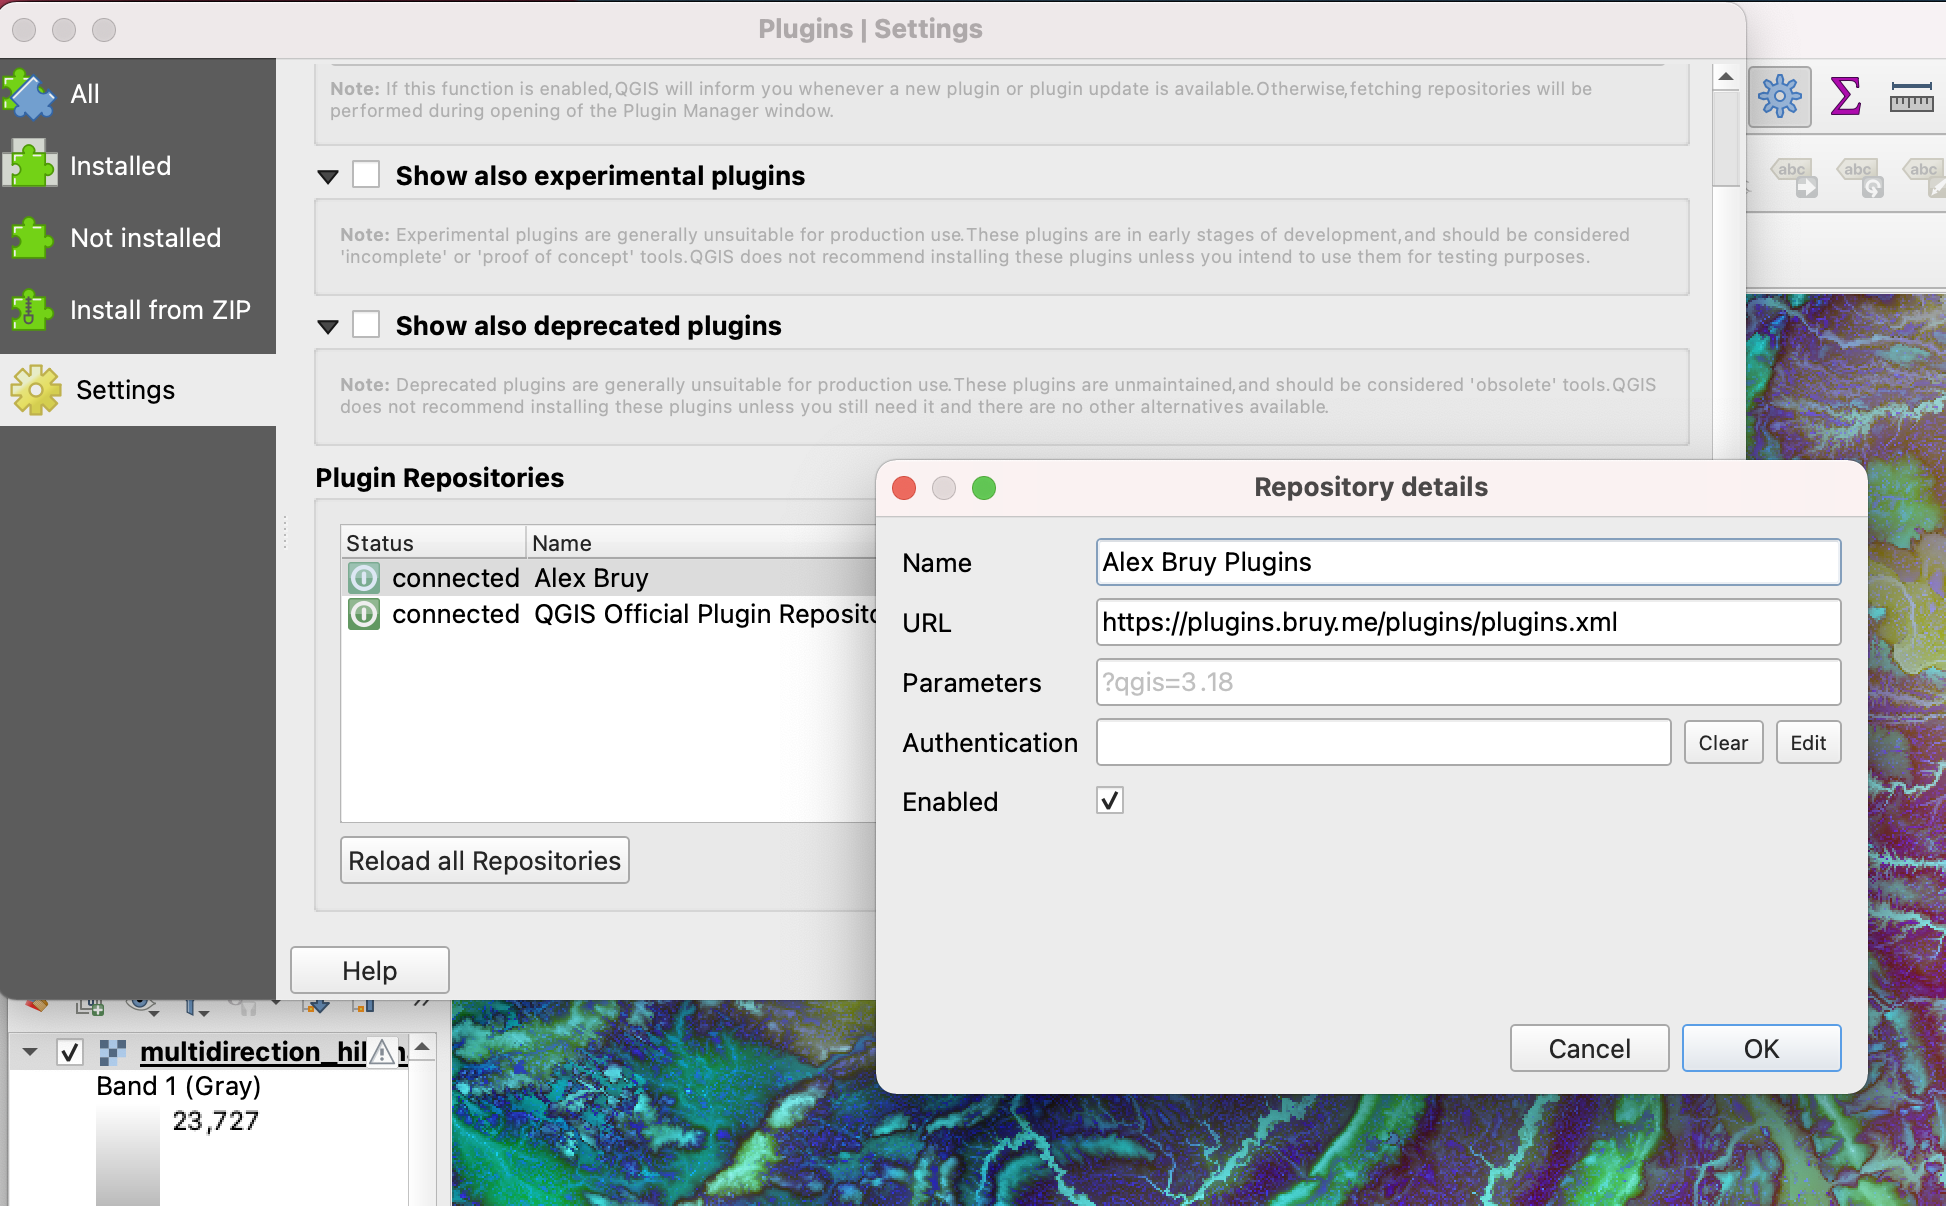 Plugins | Settings
All
Installed
Not installed
Install from ZIP
Settings
Note: If this function is enabled,QGIS will inform you whenever a new plugin or plugin update is available.Otherwise,fetching repositories will be
performed during opening of the Plugin Manager window.
Show also experimental plugins
Note: Experimental plugins are generally unsuitable for production use.These plugins are in early stages of development,and should be considered
'incomplete' or 'proof of concept' tools.QGIS does not recommend installing these plugins unless you intend to use them for testing purposes.
Show also deprecated plugins
Note: Deprecated plugins are generally unsuitable for production use.These plugins are unmaintained,and should be considered 'obsolete' tools.QGIS
does not recommend installing these plugins unless you still need it and there are no other alternatives available.
Plugin Repositories
Status Name
connected Alex Bruy
connected QGIS Official Plugin
Reload all Repositories
Help
Repository details
Name Alex Bruy Plugins
URL https://plugins.bruy.me/plugins/plugins.xml
Parameters ?qgis=3.18
Authentication Clear Edit
Enabled
Cancel OK
abc abc abc
Band 1 (Gray)
23,727